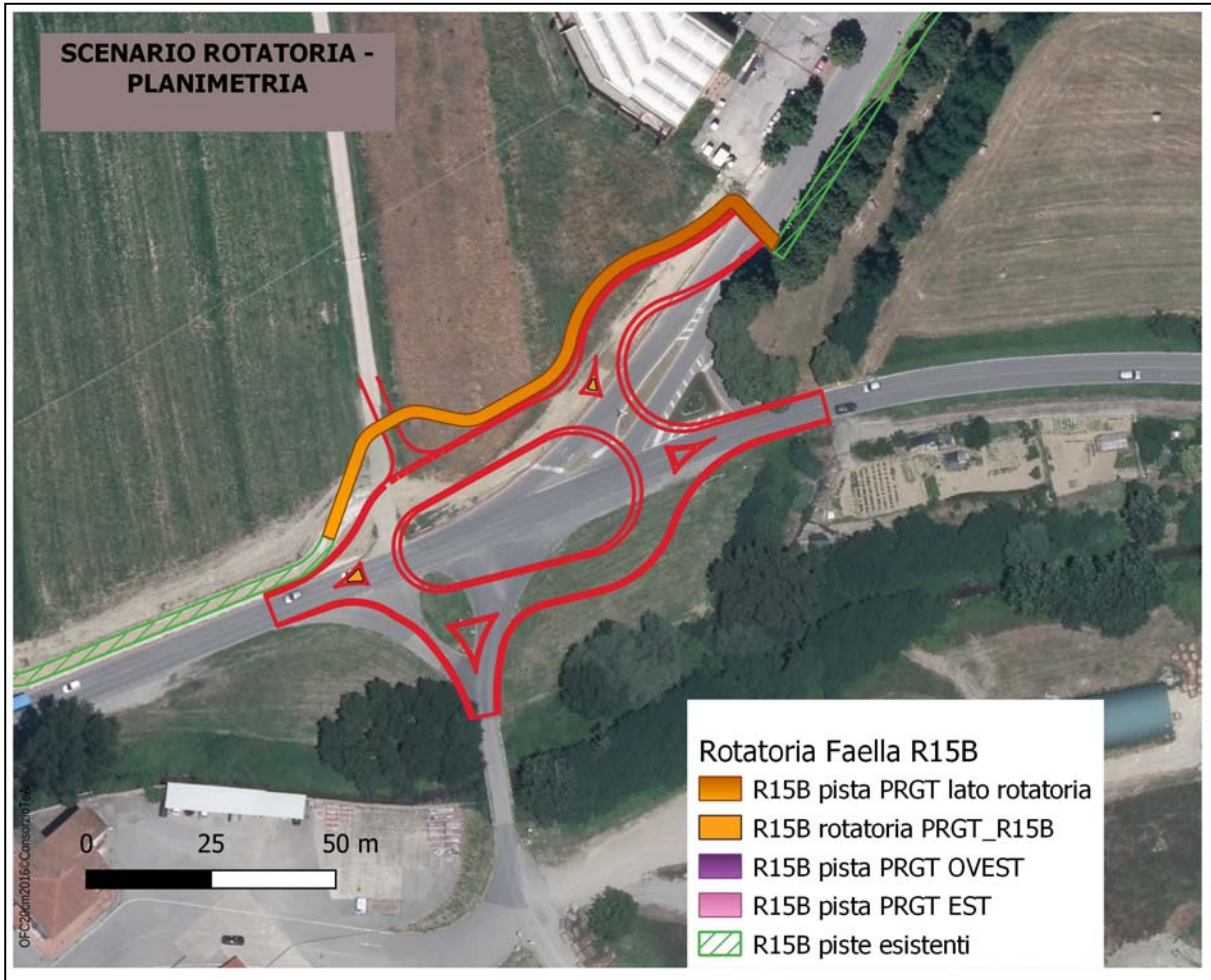 SCENARIO ROTATORIA -
PLANIMETRIA
Rotatoria Faella R15B
R15B pista PRGT lato rotatoria
R15B rotatoria PRGT_R15B
R15B pista PRGT OVEST
R15B pista PRGT EST
R15B piste esistenti
0 25 50 m